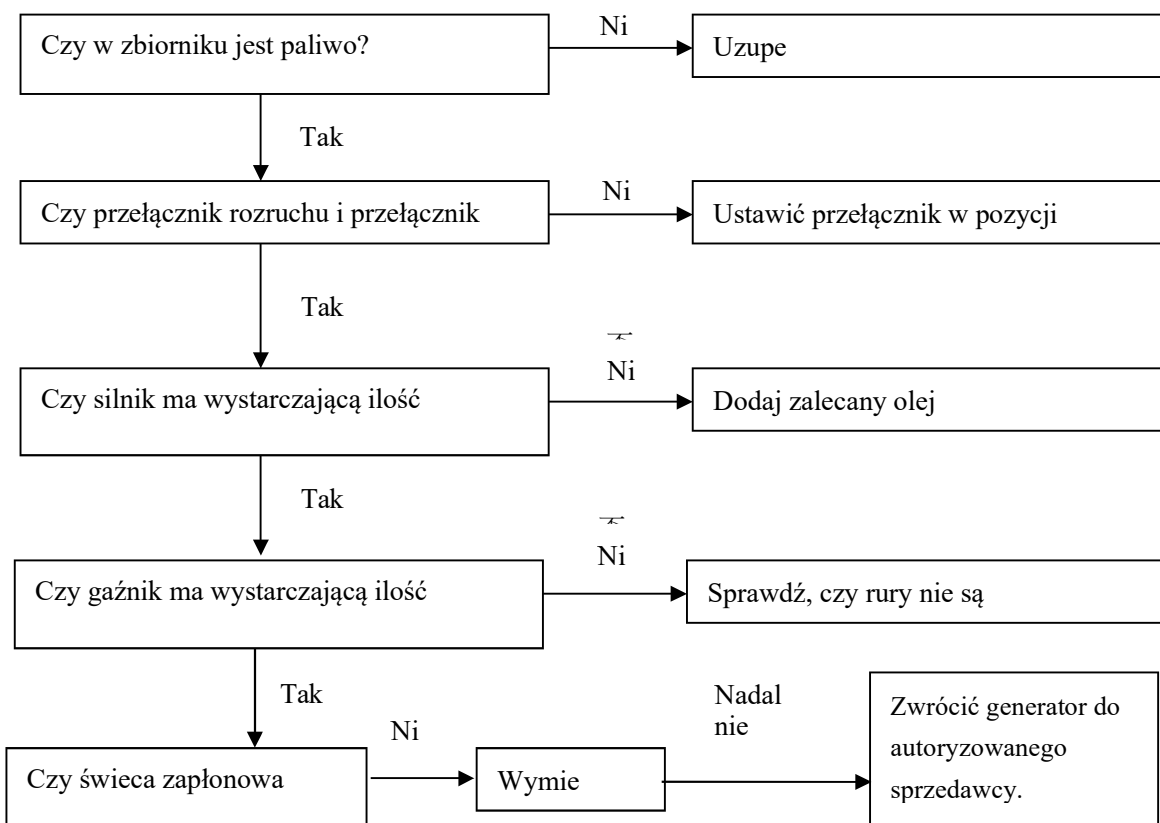 Czy w zbiorniku jest paliwo?
Ni
Uzupe
Tak
Czy przełącznik rozruchu i przełącznik
Ni
Ustawić przełącznik w pozycji
Tak
Czy silnik ma wystarczającą ilość
Ni
Dodaj zalecany olej
Tak
Czy gaźnik ma wystarczającą ilość
Ni
Sprawdź, czy rury nie są
Tak
Czy świeca zapłonowa
Ni
Wymie
Nadal
nie
Zwrócić generator do
autoryzowanego
sprzedawcy.